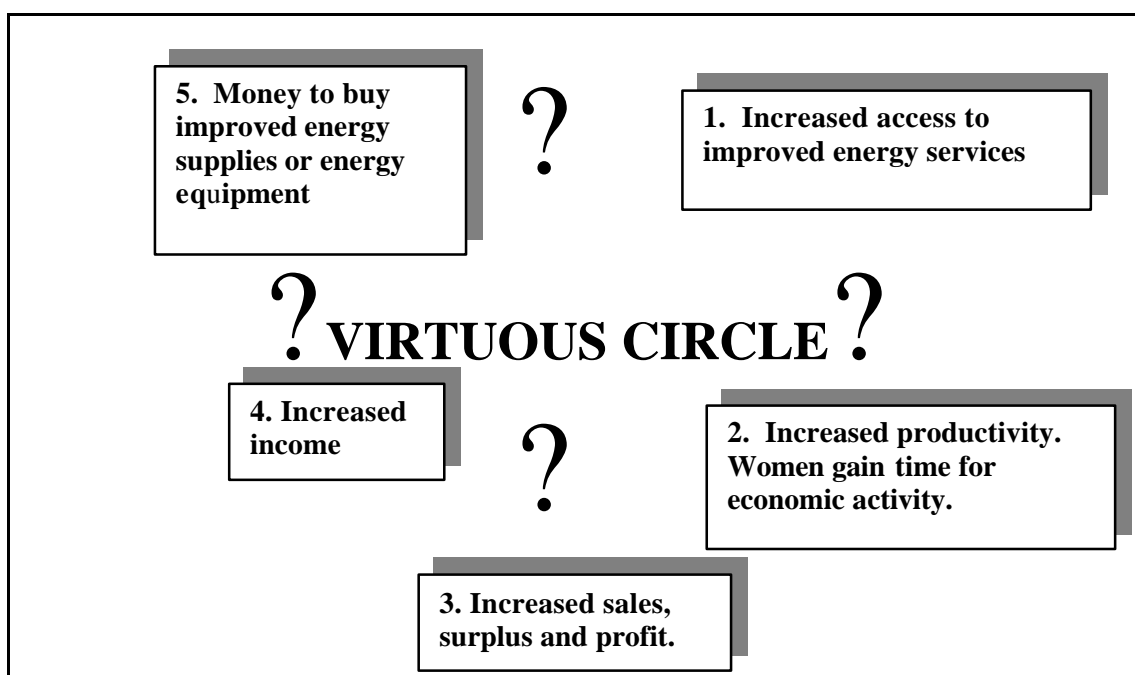 5. Money to buy
improved energy
supplies or energy
equipment
?
1. Increased access to
improved energy services
? VIRTUOUS CIRCLE ?
4. Increased
income
?
2. Increased productivity.
Women gain time for
economic activity.
3. Increased sales,
surplus and profit.